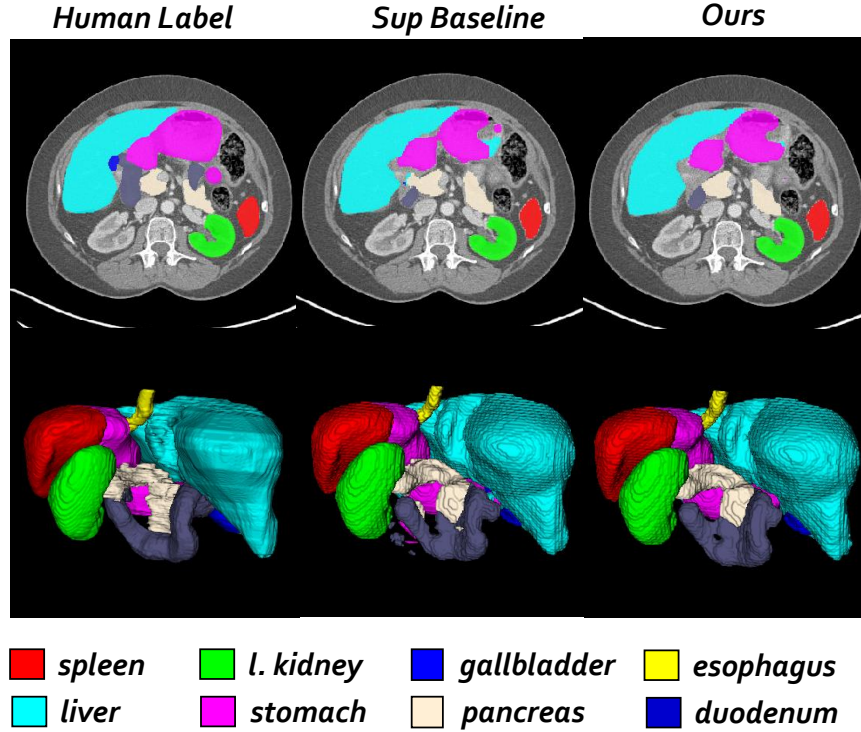 Human Label Sup Baseline Ours
spleen l. kidney gallbladder esophagus
liver stomach pancreas duodenum